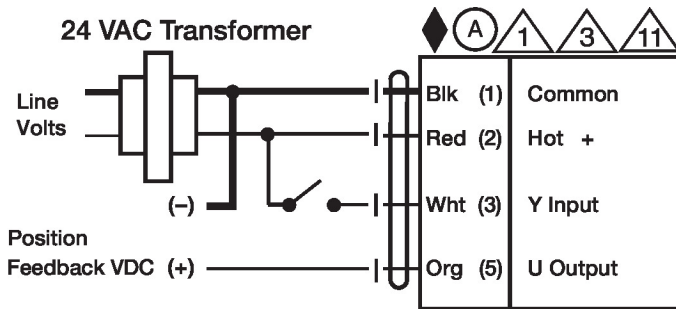 24 VAC Transformer
A 1 3 11
Line
Volts
Blk (1) Common
Red (2) Hot +
(–)
Wht (3) Y Input
Position
Feedback VDC (+)
Org (5) U Output